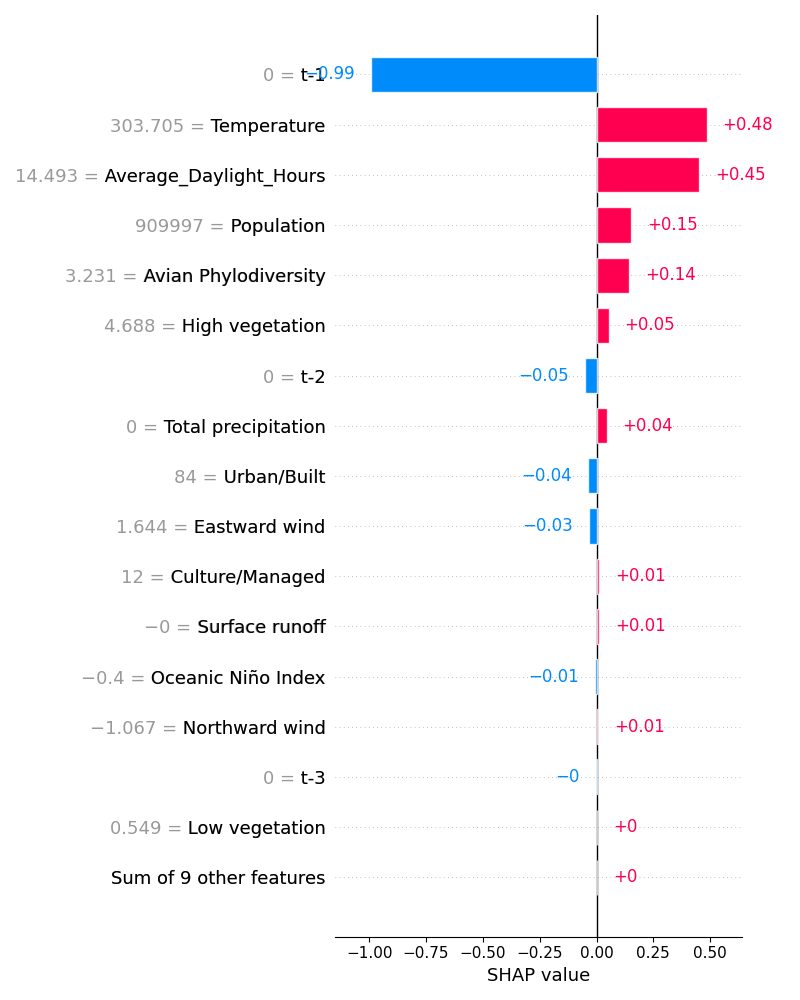 0 = t-1 −0.99
303.705 = Temperature +0.48
14.493 = Average_Daylight_Hours +0.45
909997 = Population +0.15
3.231 = Avian Phylodiversity +0.14
4.688 = High vegetation +0.05
0 = t-2 −0.05
0 = Total precipitation +0.04
84 = Urban/Built −0.04
1.644 = Eastward wind −0.03
12 = Culture/Managed +0.01
−0 = Surface runoff +0.01
−0.4 = Oceanic Niño Index −0.01
−1.067 = Northward wind +0.01
0 = t-3 −0
0.549 = Low vegetation +0
Sum of 9 other features +0
−1.00 −0.75 −0.50 −0.25 0.00 0.25 0.50
SHAP value